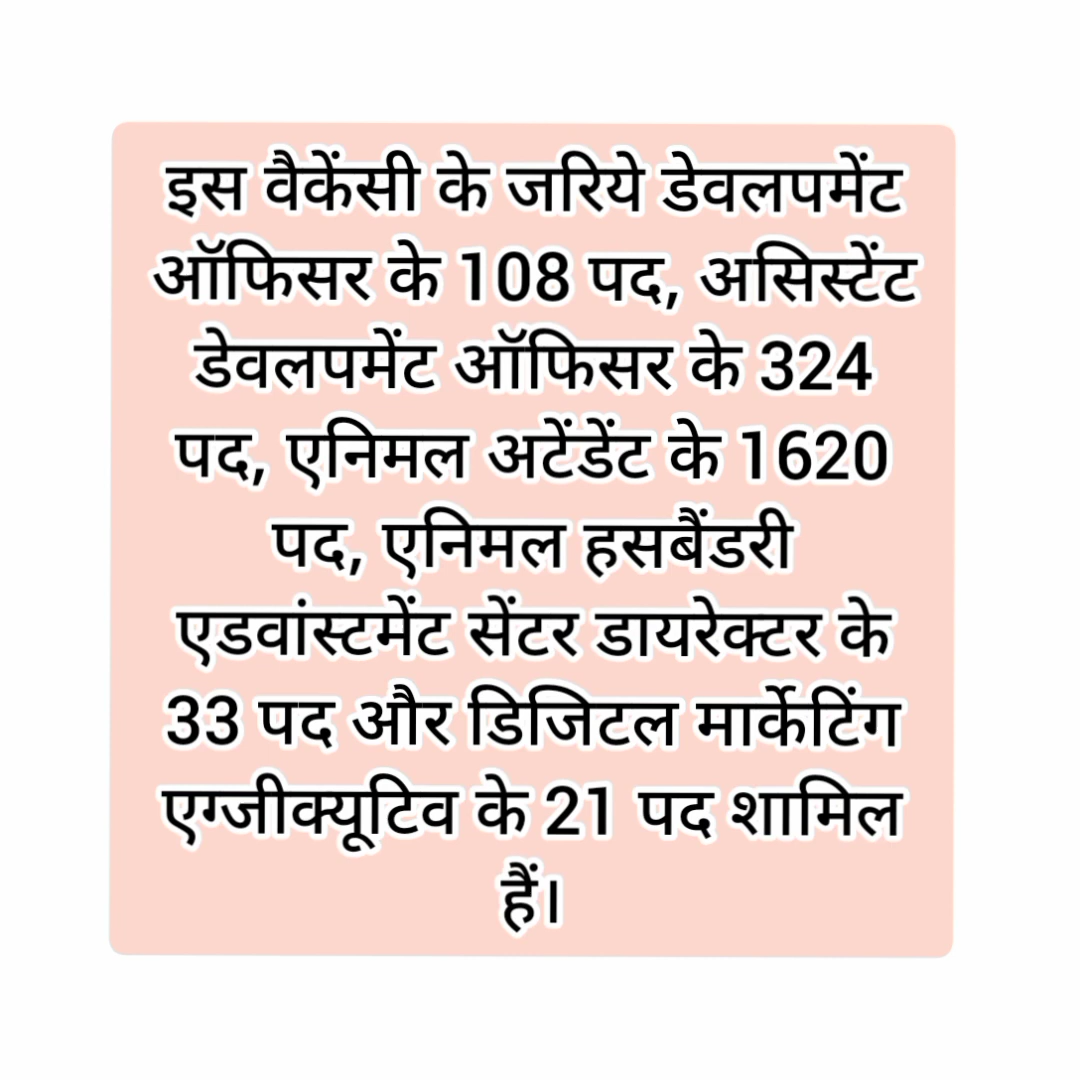 इस वैकेंसी के जरिये डेवलपमेंट
ऑफिसर के 108 पद, असिस्टेंट
डेवलपमेंट ऑफिसर के 324
पद, एनिमल अटेंडेंट के 1620
पद, एनिमल हसबैंडरी
एडवांस्टमेंट सेंटर डायरेक्टर के
33 पद और डिजिटल मार्केटिंग
एग्जीक्यूटिव के 21 पद शामिल
हैं।